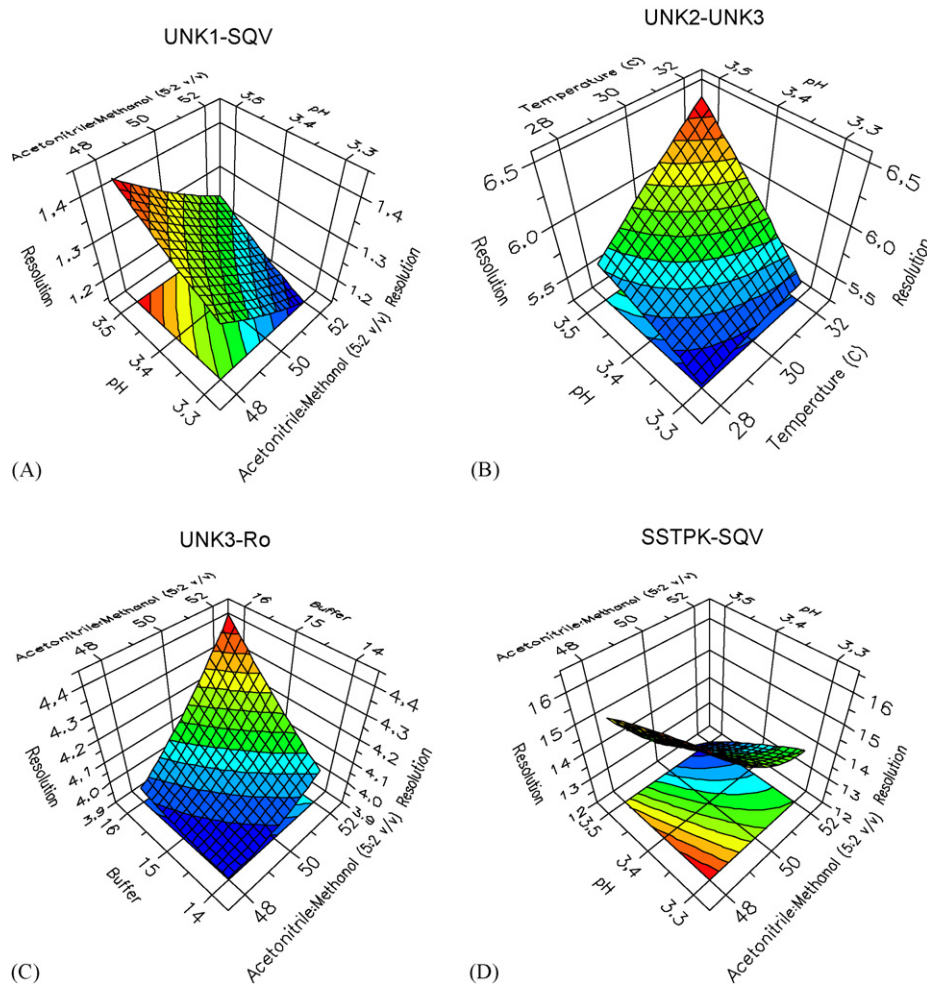 UNK1-SQV
Acetonitrile:Methanol (5:2 v/v)
48
50
52
3,5
3,4
3,3
pH
1,4
1,3
1,2
Resolution
1,4
1,3
1,2
Resolution
3,5
3,4
3,3
pH
48
50
52
Acetonitrile:Methanol (5:2 v/v)
(A)
UNK2-UNK3
Temperature (C)
28
30
32
3,5
3,4
3,3
pH
6,5
6,0
5,5
Resolution
6,5
6,0
5,5
Resolution
3,5
3,4
3,3
pH
28
30
32
Temperature (C)
(B)
UNK3-Ro
Acetonitrile:Methanol (5:2 v/v)
48
50
52
16
15
14
Buffer
4,4
4,3
4,2
4,1
4,0
3,9
Resolution
4,4
4,3
4,2
4,1
4,0
3,9
Resolution
16
15
14
Buffer
48
50
52
Acetonitrile:Methanol (5:2 v/v)
(C)
SSTPK-SQV
Acetonitrile:Methanol (5:2 v/v)
48
50
52
3,5
3,4
3,3
pH
16
15
14
13
12
Resolution
16
15
14
13
12
Resolution
3,5
3,4
3,3
pH
48
50
52
Acetonitrile:Methanol (5:2 v/v)
(D)